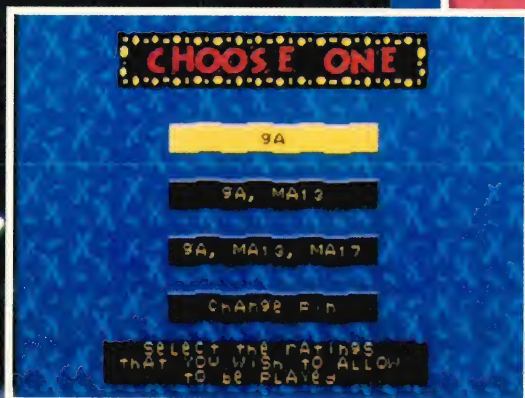 CHOOSE ONE
gA
gA, MA13
gA, MA13, MA17
ChAngE Pin
SElEcT thE rATingS
thAT YOU WiSh TO AllOW
TO bE PlAYEd